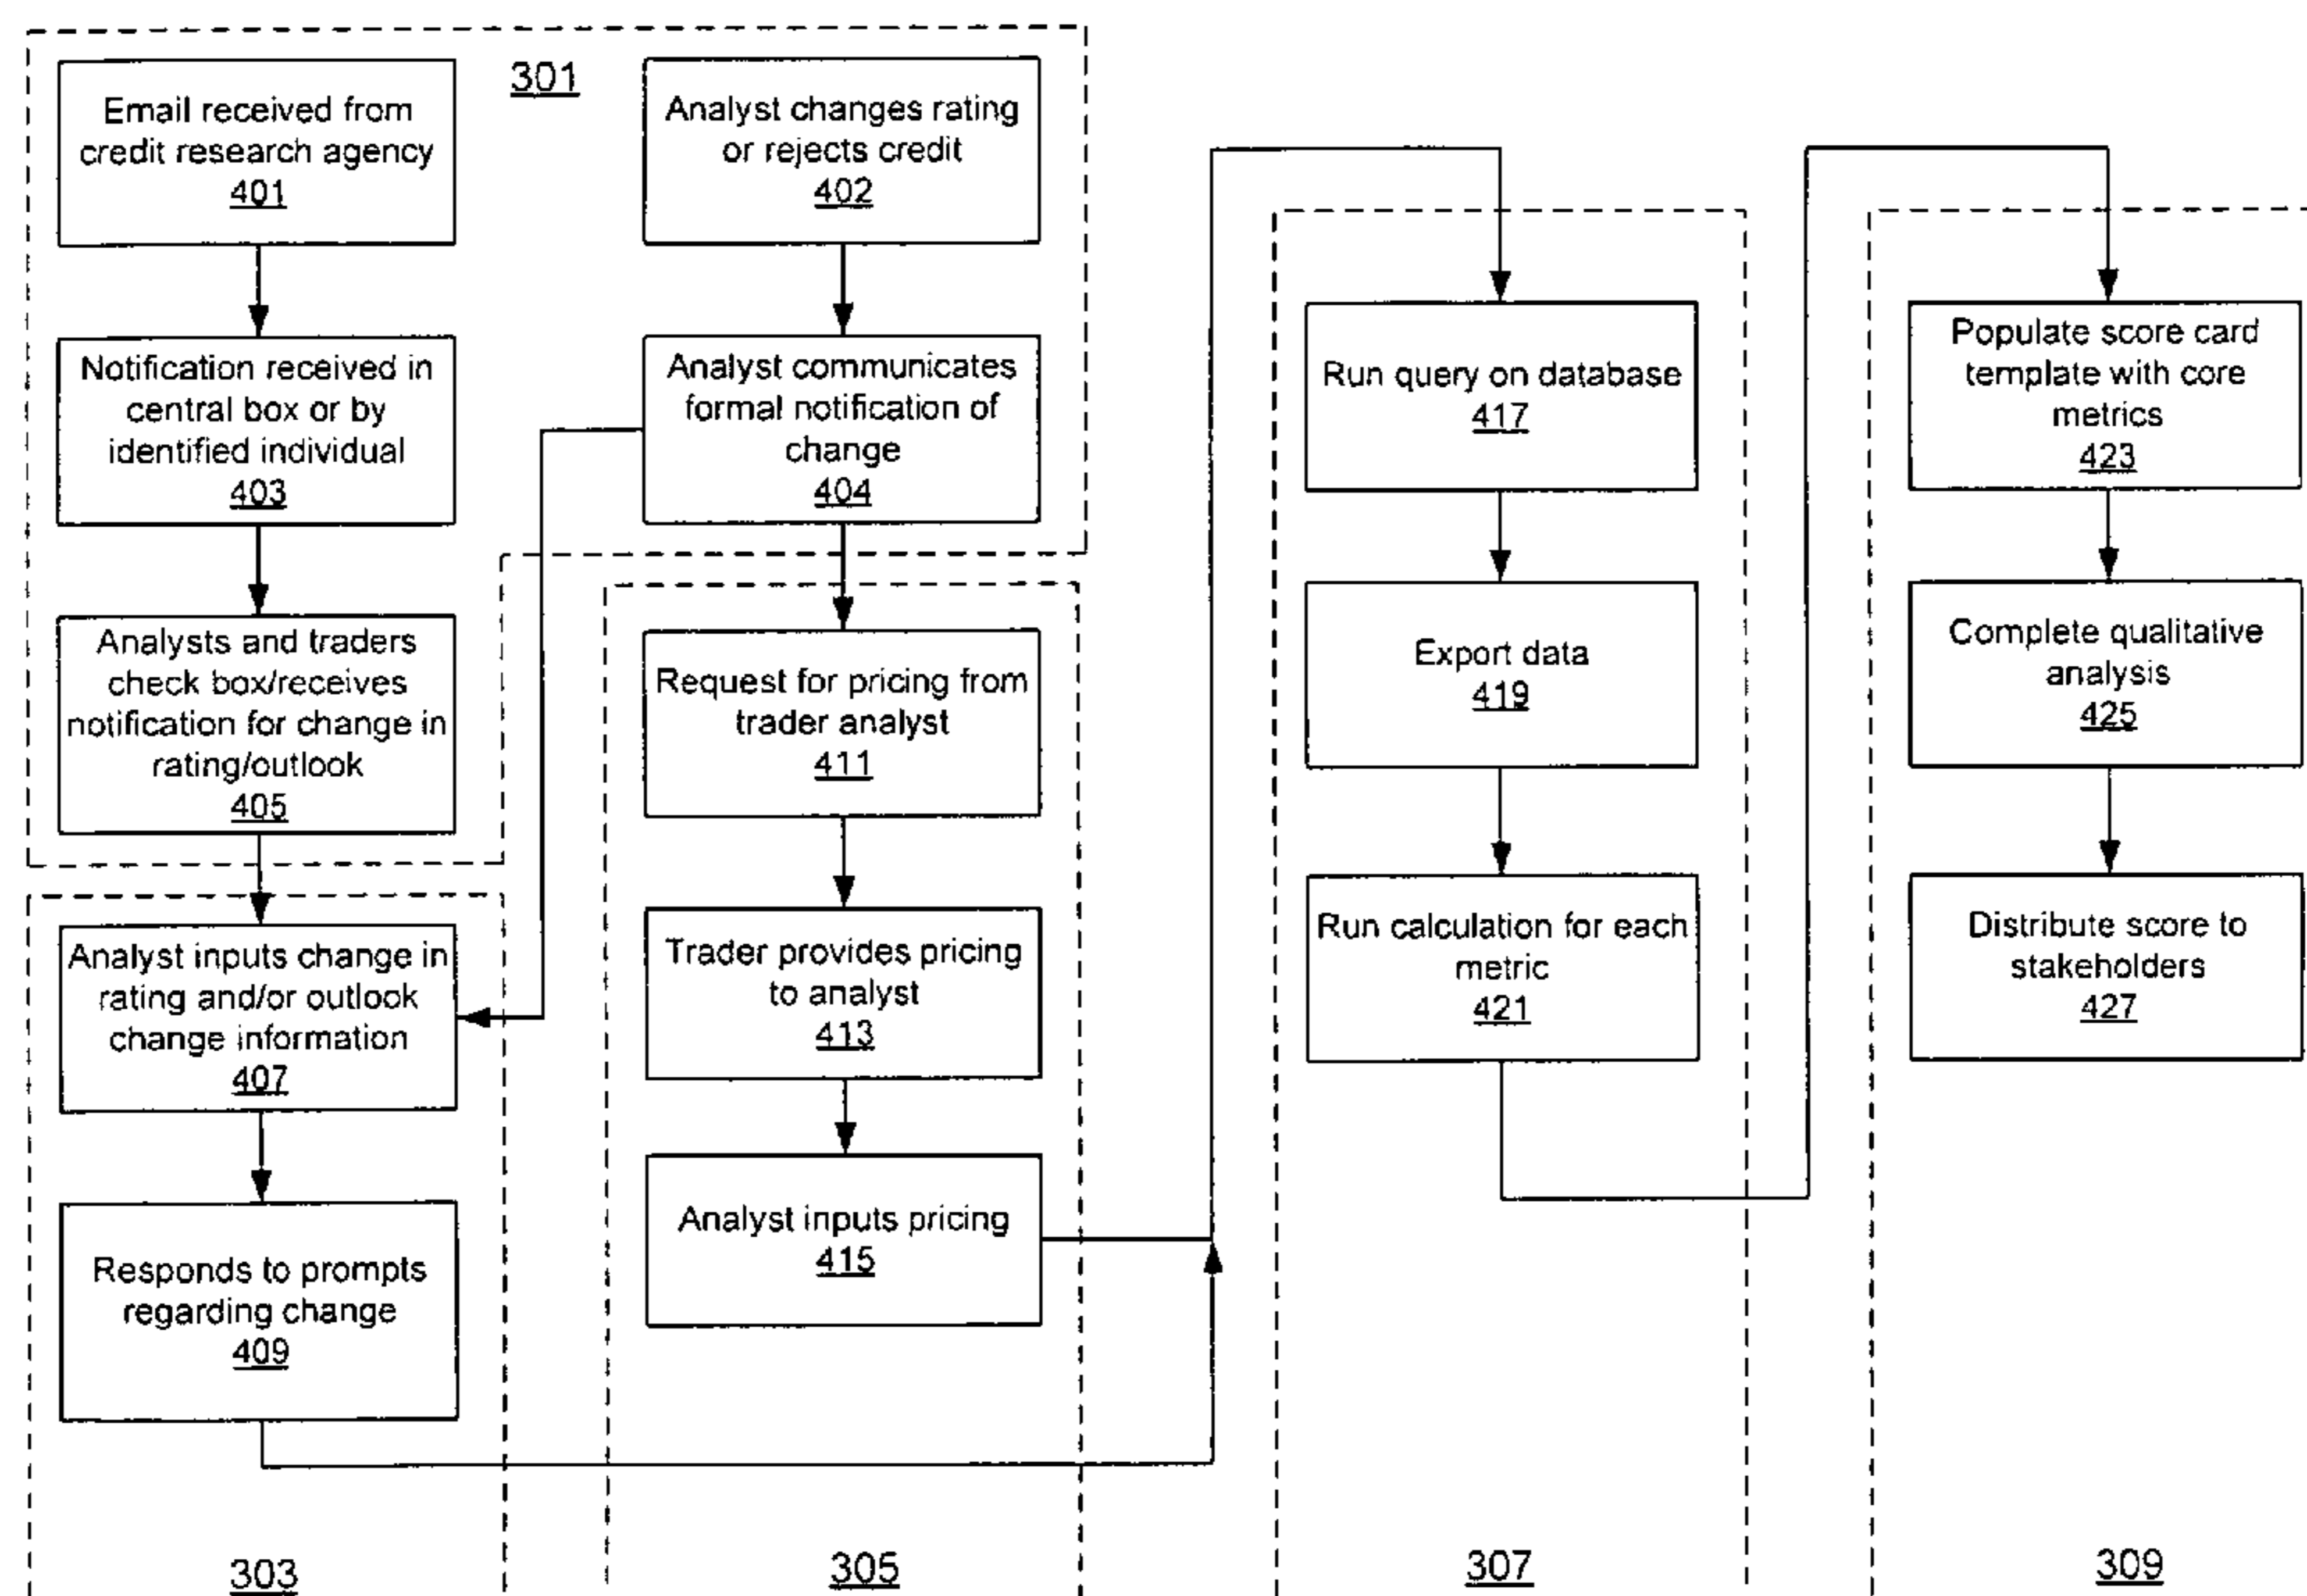 301
Email received from
credit research agency
401
Notification received in
central box or by
identified individual
403
Analysts and traders
check box/receives
notification for change in
rating/outlook
405
Analyst inputs change in
rating and/or outlook
change information
407
Responds to prompts
regarding change
409
303
Analyst changes rating
or rejects credit
402
Analyst communicates
formal notification of
change
404
Request for pricing from
trader analyst
411
Trader provides pricing
to analyst
413
Analyst inputs pricing
415
305
Run query on database
417
Export data
419
Run calculation for each
metric
421
307
Populate score card
template with core
metrics
423
Complete qualitative
analysis
425
Distribute score to
stakeholders
427
309